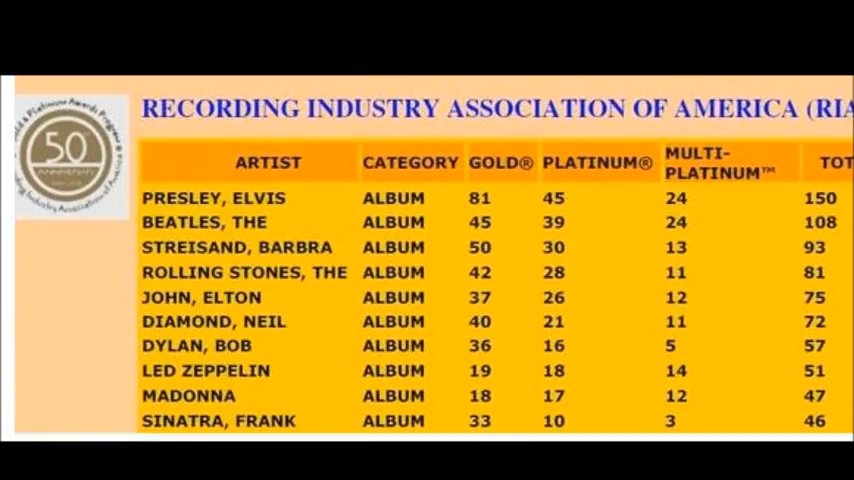 RECORDING INDUSTRY ASSOCIATION OF AMERICA (RIA
50
ARTIST CATEGORY GOLD® PLATINUM® MULTI-PLATINUM™ TOT
PRESLEY, ELVIS ALBUM 81 45 24 150
BEATLES, THE ALBUM 45 39 24 108
STREISAND, BARBRA ALBUM 50 30 13 93
ROLLING STONES, THE ALBUM 42 28 11 81
JOHN, ELTON ALBUM 37 26 12 75
DIAMOND, NEIL ALBUM 40 21 11 72
DYLAN, BOB ALBUM 36 16 5 57
LED ZEPPELIN ALBUM 19 18 14 51
MADONNA ALBUM 18 17 12 47
SINATRA, FRANK ALBUM 33 10 3 46